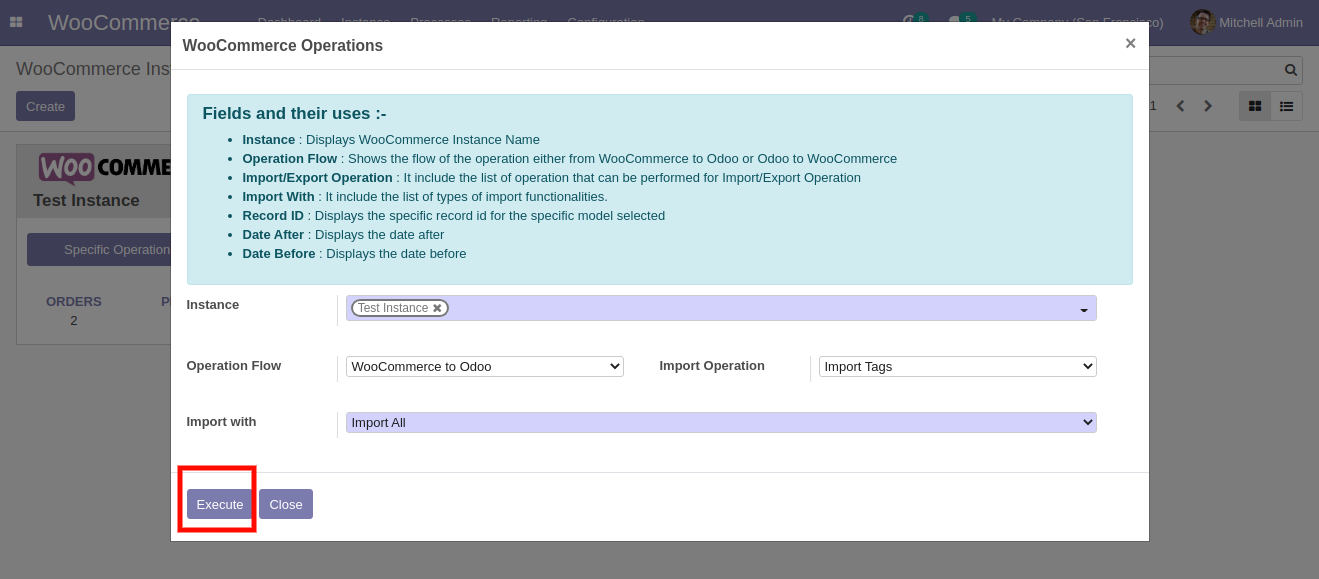 WooCommerce Dashboard Instance Processes Reporting Configuration 8 5 My Company (San Francisco) Mitchell Admin
WooCommerce Operations ×
WooCommerce Ins
Create
1
Fields and their uses :-
• Instance : Displays WooCommerce Instance Name
• Operation Flow : Shows the flow of the operation either from WooCommerce to Odoo or Odoo to WooCommerce
• Import/Export Operation : It include the list of operation that can be performed for Import/Export Operation
• Import With : It include the list of types of import functionalities.
• Record ID : Displays the specific record id for the specific model selected
• Date After : Displays the date after
• Date Before : Displays the date before
WOO COMME
Test Instance
Specific Operation
ORDERS P
2
Instance Test Instance ✖
Operation Flow WooCommerce to Odoo Import Operation Import Tags
Import with Import All
Execute Close